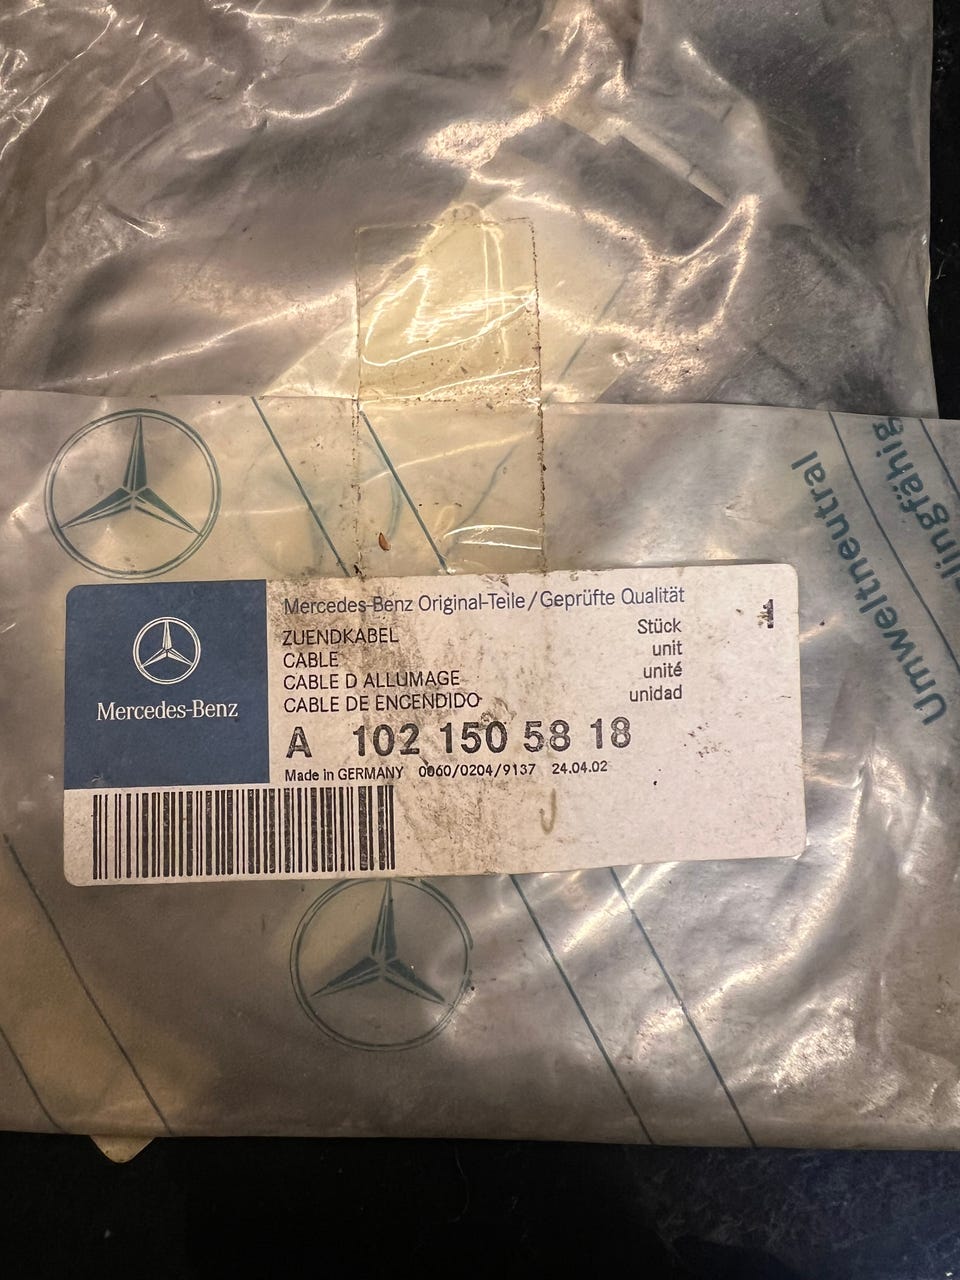 Mercedes-Benz
Mercedes-Benz Original-Teile/Geprüfte Qualität
ZUENDKABEL
CABLE
CABLE D ALLUMAGE
CABLE DE ENCENDIDO
Stück
unit
unité
unidad
1
A 102 150 58 18
Made in GERMANY 0060/0204/9137 24.04.02
Umweltneutral